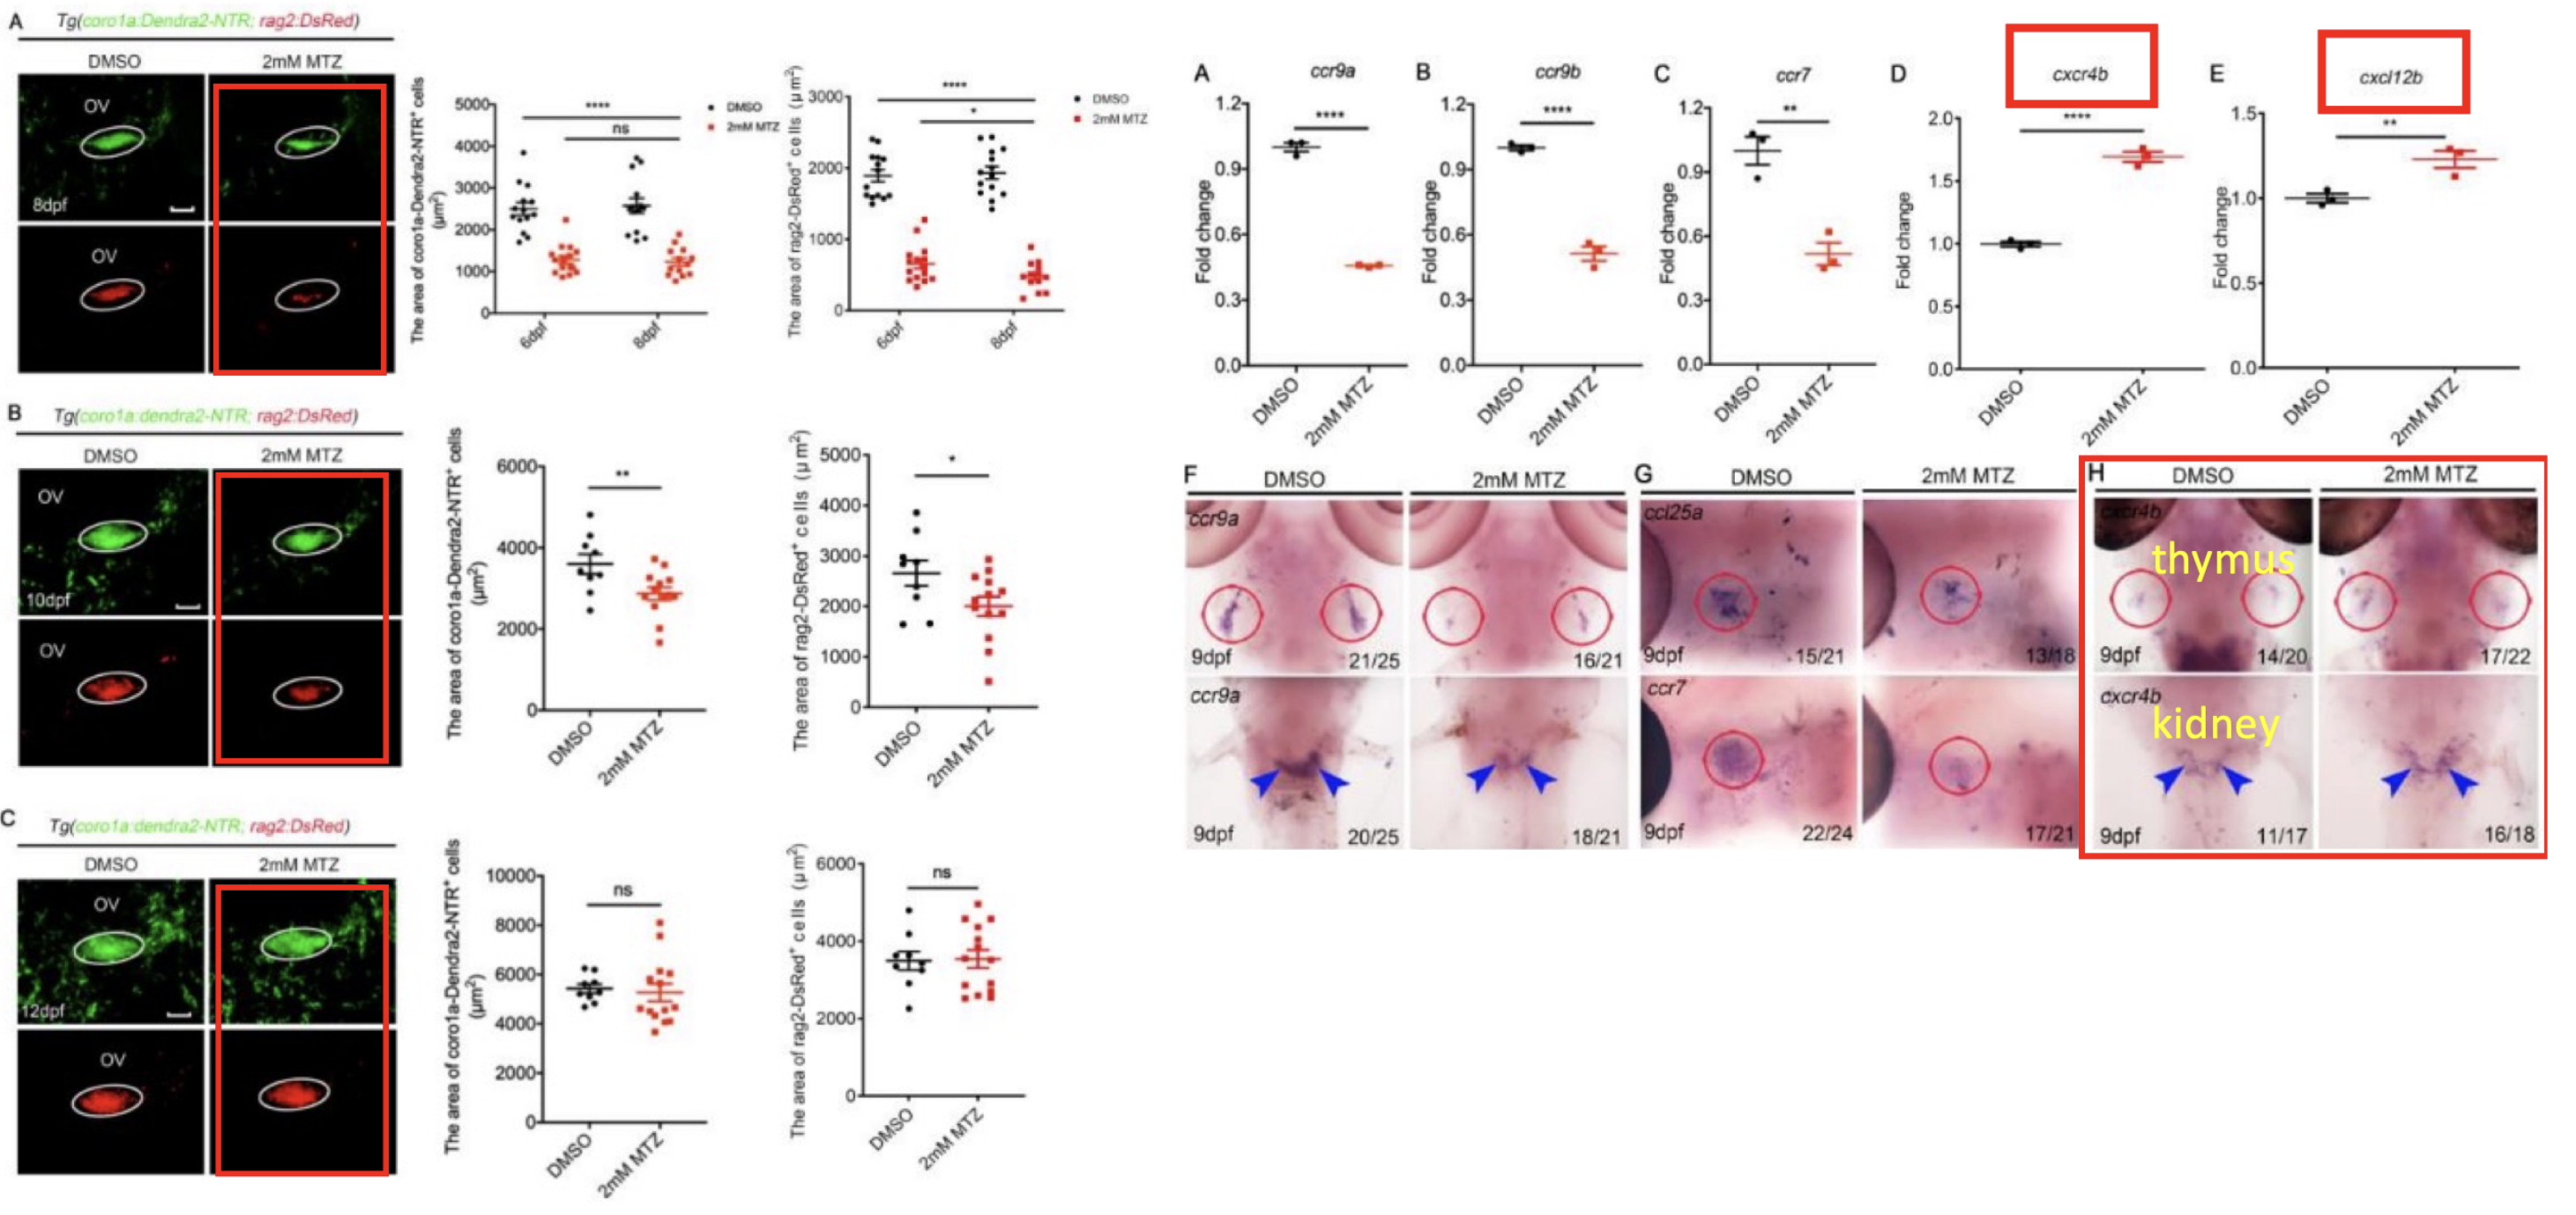 A
Tg(coro1a:Dendra2-NTR; rag2:DsRed)
DMSO
2mM MTZ
OV
8dpf
OV
The area of coro1a-Dendra2-NTR⁺ cells
(μm²)
5000
4000
3000
2000
1000
0
****
ns
DMSO
2mM MTZ
6dpf
8dpf
The area of rag2-DsRed⁺ cells (μm²)
3000
2000
1000
0
****
*
DMSO
2mM MTZ
6dpf
8dpf
B
Tg(coro1a:dendra2-NTR; rag2:DsRed)
DMSO
2mM MTZ
OV
10dpf
OV
The area of coro1a-Dendra2-NTR⁺ cells
(μm²)
6000
4000
2000
0
**
DMSO
2mM MTZ
The area of rag2-DsRed⁺ cells (μm²)
5000
4000
3000
2000
1000
0
*
DMSO
2mM MTZ
C
Tg(coro1a:dendra2-NTR; rag2:DsRed)
DMSO
2mM MTZ
OV
12dpf
OV
The area of coro1a-Dendra2-NTR⁺ cells
(μm²)
10000
8000
6000
4000
2000
0
ns
DMSO
2mM MTZ
The area of rag2-DsRed⁺ cells (μm²)
6000
4000
2000
0
ns
DMSO
2mM MTZ
A
ccr9a
Fold change
1.2
0.9
0.6
0.3
0.0
****
DMSO
2mM MTZ
B
ccr9b
Fold change
1.2
0.9
0.6
0.3
0.0
****
DMSO
2mM MTZ
C
ccr7
Fold change
1.2
0.9
0.6
0.3
0.0
**
DMSO
2mM MTZ
D
cxcr4b
Fold change
2.0
1.5
1.0
0.5
0.0
****
DMSO
2mM MTZ
E
cxcl12b
Fold change
1.5
1.0
0.5
0.0
**
DMSO
2mM MTZ
F
DMSO
2mM MTZ
ccr9a
9dpf
21/25
16/21
ccr9a
9dpf
20/25
18/21
G
DMSO
2mM MTZ
ccl25a
9dpf
15/21
13/18
ccr7
9dpf
22/24
17/21
H
DMSO
2mM MTZ
cxcr4b
thymus
9dpf
14/20
17/22
cxcr4b
kidney
9dpf
11/17
16/18